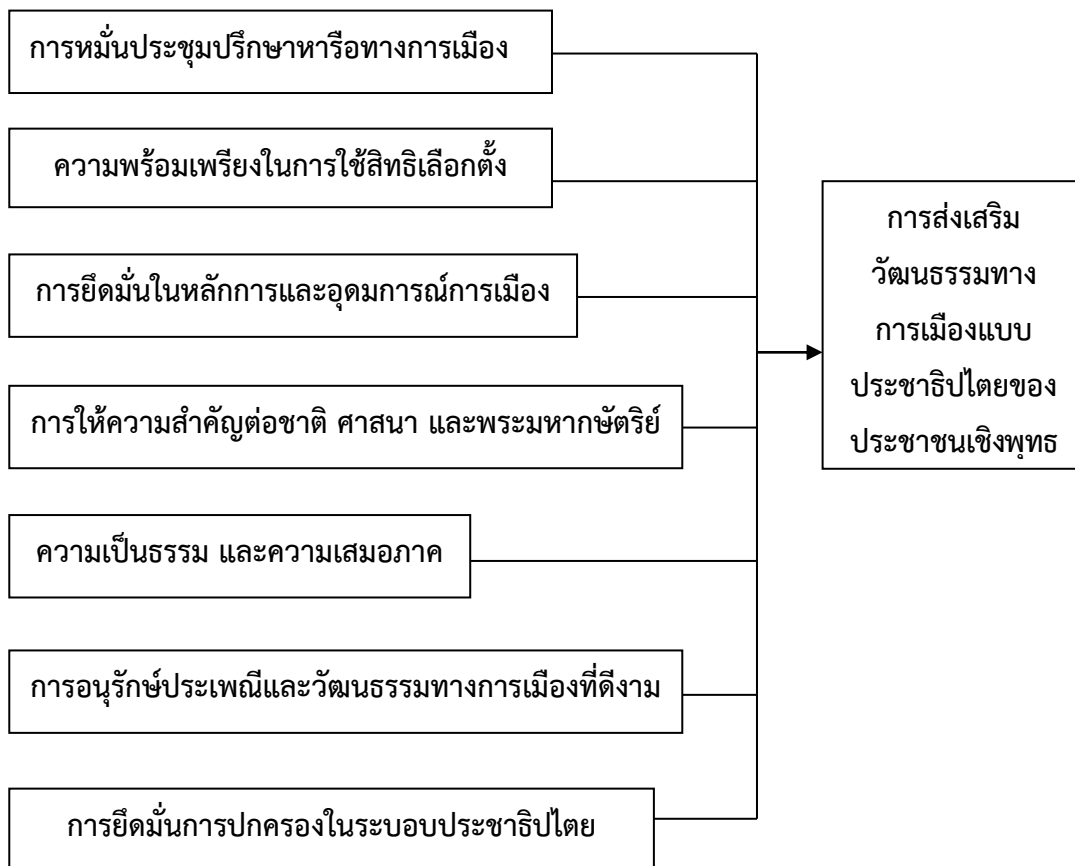 การหมั่นประชุมปรึกษาหารือทางการเมือง
ความพร้อมเพรียงในการใช้สิทธิเลือกตั้ง
การยึดมั่นในหลักการและอุดมการณ์การเมือง
การให้ความสำคัญต่อชาติ ศาสนา และพระมหากษัตริย์
ความเป็นธรรม และความเสมอภาค
การอนุรักษ์ประเพณีและวัฒนธรรมทางการเมืองที่ดีงาม
การยึดมั่นการปกครองในระบอบประชาธิปไตย
การส่งเสริม
วัฒนธรรมทาง
การเมืองแบบ
ประชาธิปไตยของ
ประชาชนเชิงพุทธ